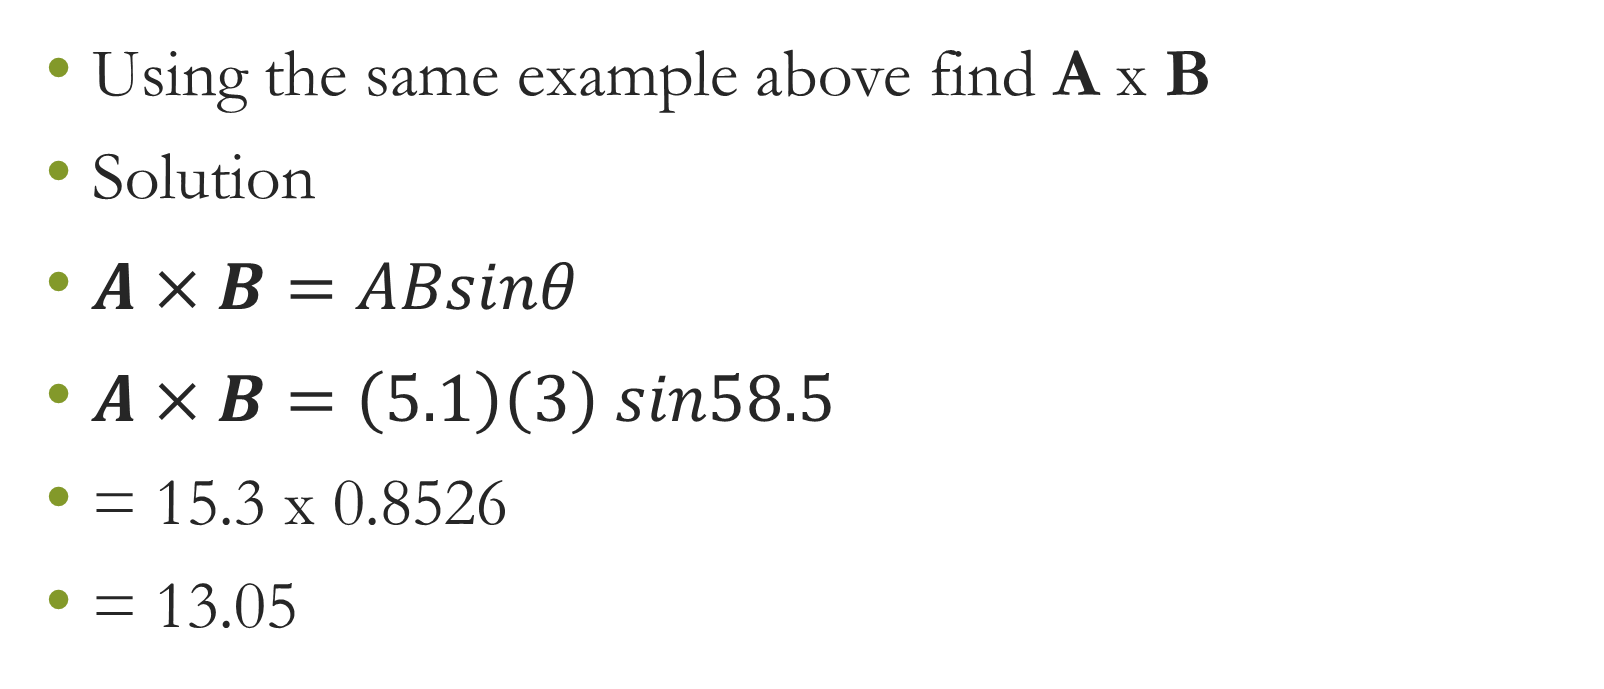 • Using the same example above find A x B
• Solution
• A × B = ABsinθ
• A × B = (5.1)(3) sin58.5
• = 15.3 x 0.8526
• = 13.05